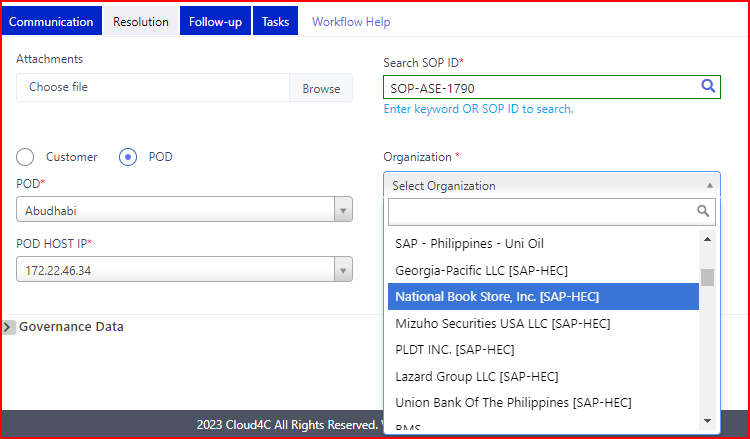 Communication
Resolution
Follow-up
Tasks
Workflow Help
Attachments
Choose file
Browse
Search SOP ID*
SOP-ASE-1790
Enter keyword OR SOP ID to search.
Customer
POD
POD*
Abudhabi
POD HOST IP*
172.22.46.34
Organization *
Select Organization
SAP - Philippines - Uni Oil
Georgia-Pacific LLC [SAP-HEC]
National Book Store, Inc. [SAP-HEC]
Mizuho Securities USA LLC [SAP-HEC]
PLDT INC. [SAP-HEC]
Lazard Group LLC [SAP-HEC]
Union Bank Of The Philippines [SAP-HEC]
Governance Data
2023 Cloud4C All Rights Reserved.